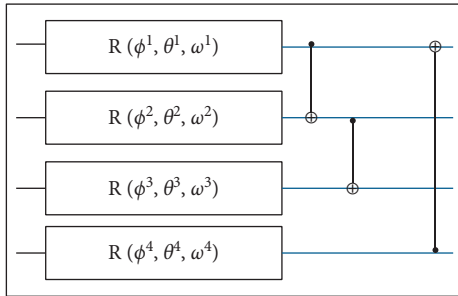 R (ϕ¹, θ¹, ω¹)
R (ϕ², θ², ω²)
R (ϕ³, θ³, ω³)
R (ϕ⁴, θ⁴, ω⁴)